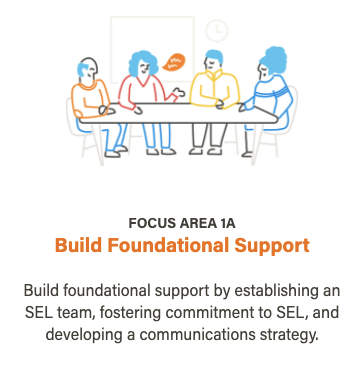 FOCUS AREA 1A
Build Foundational Support
Build foundational support by establishing an
SEL team, fostering commitment to SEL, and
developing a communications strategy.